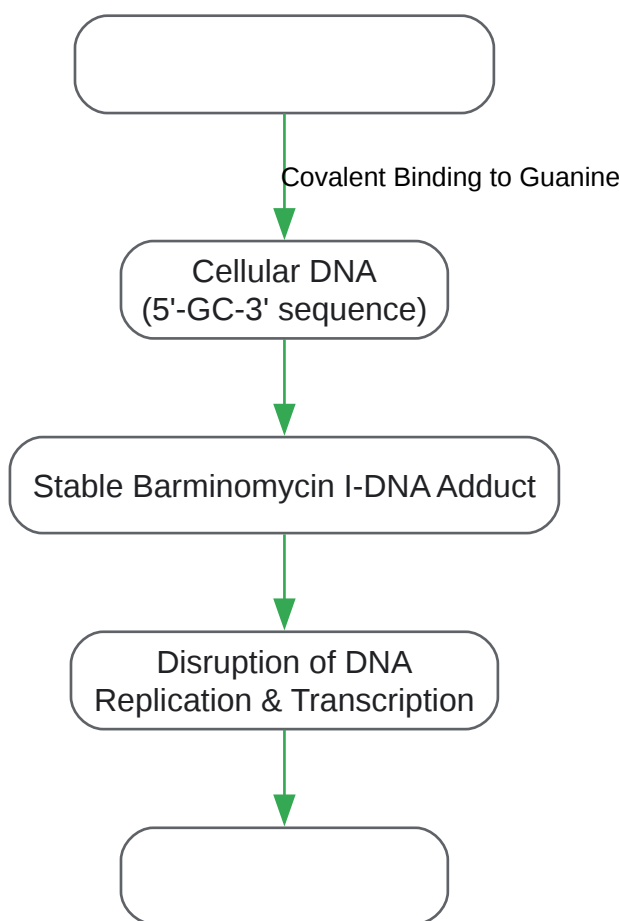 Covalent Binding to Guanine
Cellular DNA
(5'-GC-3' sequence)
Stable Barminomycin I-DNA Adduct
Disruption of DNA
Replication & Transcription